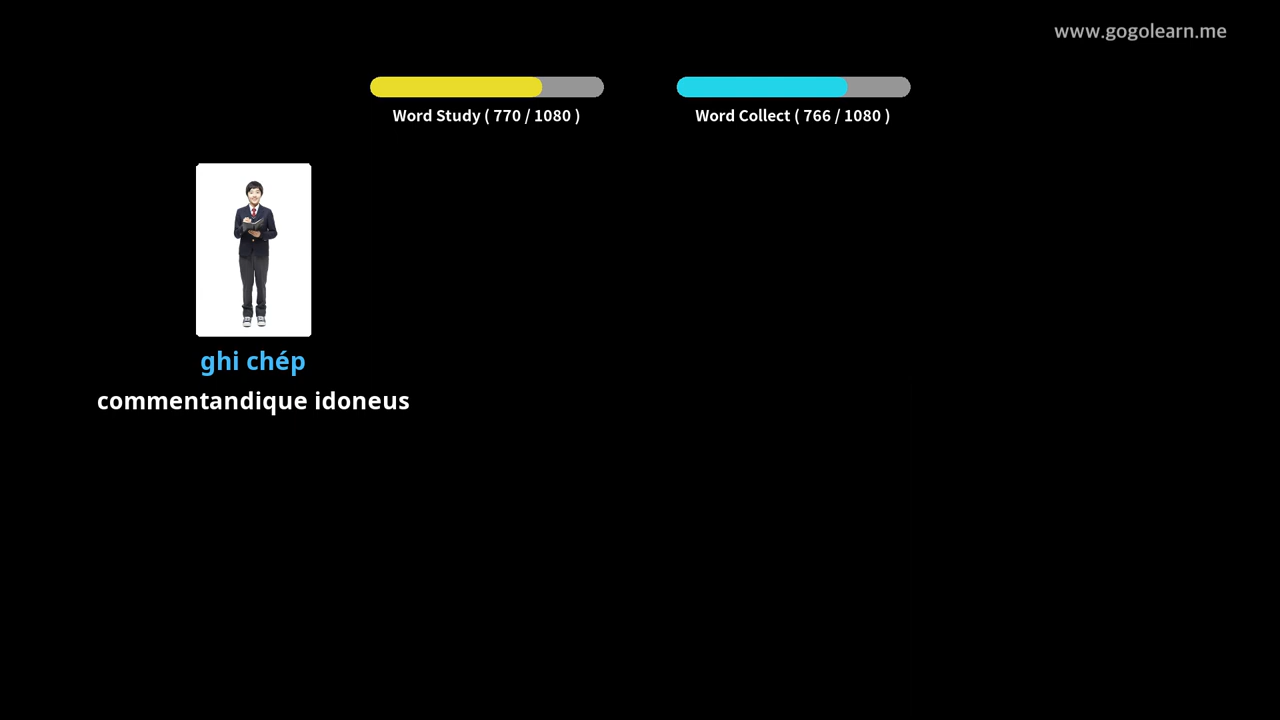 www.gogolearn.me
Word Study ( 770 / 1080 )
Word Collect ( 766 / 1080 )
ghi chép
commentandique idoneus